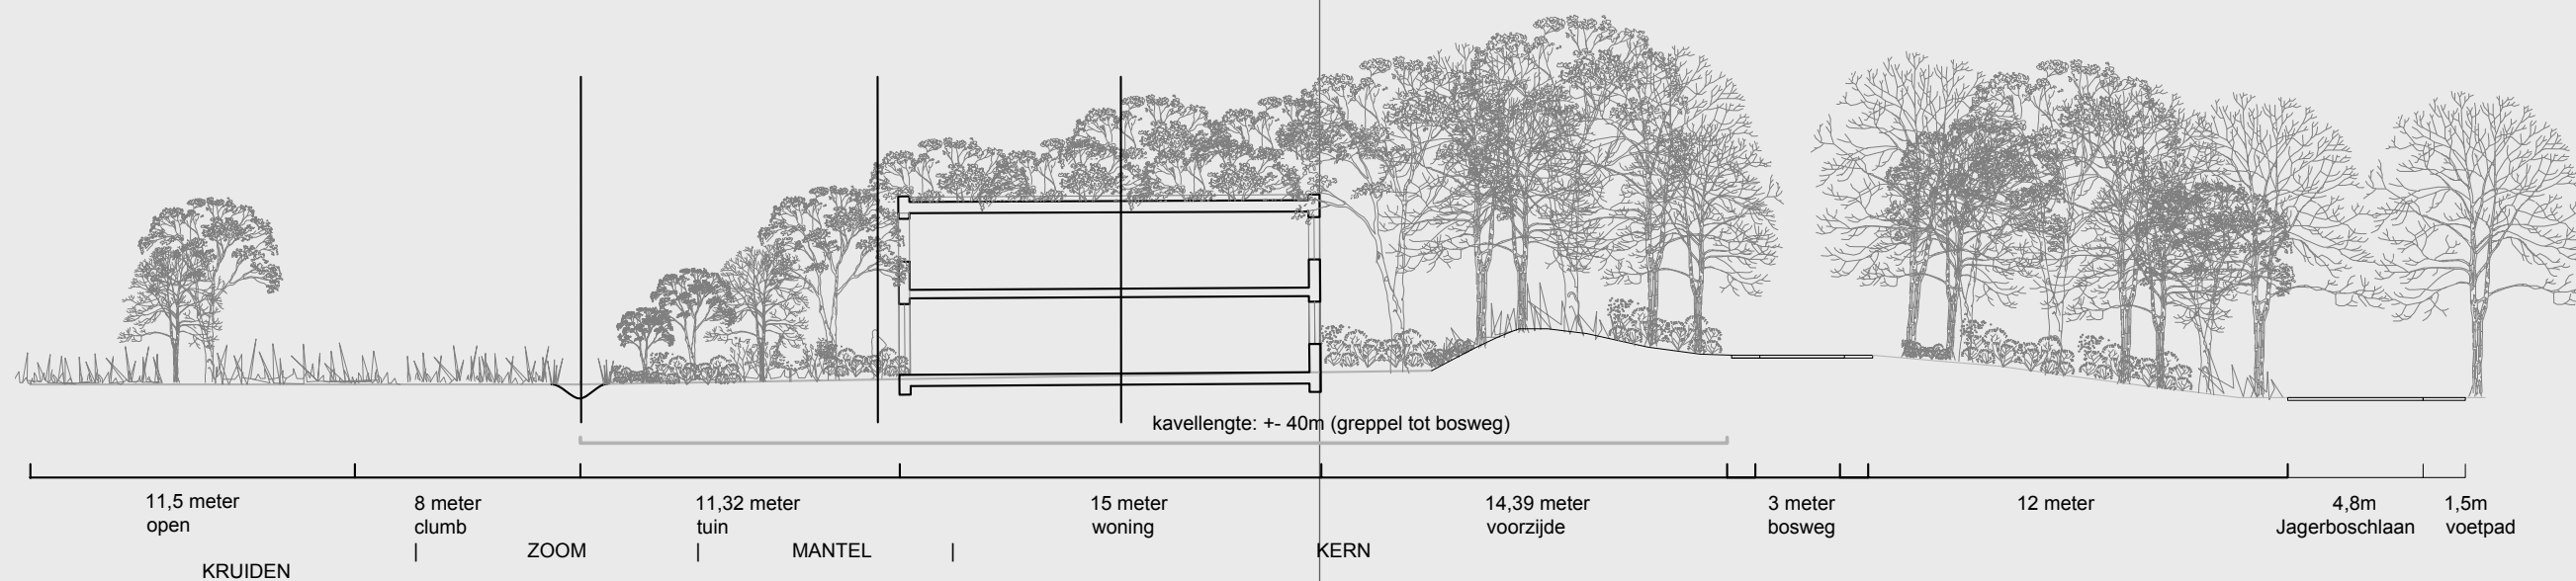 kavellengte: +- 40m (greppel tot bosweg)
11,5 meter
open
8 meter
clumb
11,32 meter
tuin
15 meter
woning
14,39 meter
voorzijde
3 meter
bosweg
12 meter
4,8m
Jagerboschlaan
1,5m
voetpad
| ZOOM | MANTEL | KERN
KRUIDEN